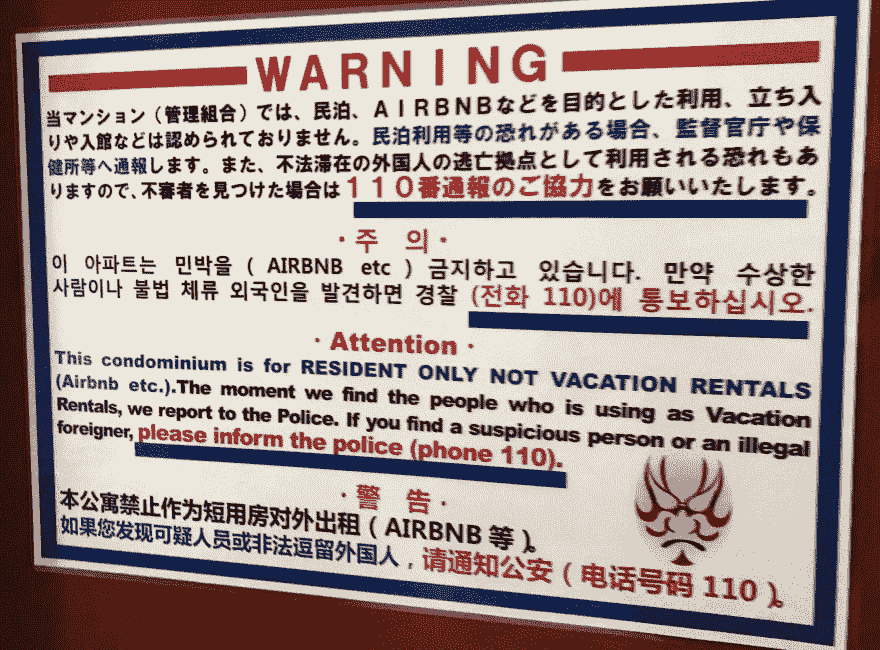 WARNING
当マンション（管理組合）では、民泊、ＡＩＲＢＮＢなどを目的とした利用、立ち入
りや入館などは認められておりません。民泊利用等の恐れがある場合、監督官庁や保
健所等へ通報します。また、不法滞在の外国人の逃亡拠点として利用される恐れもあ
りますので、不審者を見つけた場合は１１０番通報のご協力をお願いいたします。
・주 의・
이 아파트는 민박을 ( AIRBNB etc ) 금지하고 있습니다. 만약 수상한
사람이나 불법 체류 외국인을 발견하면 경찰 (전화 110)에 통보하십시오.
・Attention・
This condominium is for RESIDENT ONLY NOT VACATION RENTALS
(Airbnb etc.).The moment we find the people who is using as Vacation
Rentals, we report to the Police. If you find a suspicious person or an illegal
foreigner, please inform the police (phone 110).
・警 告・
本公寓禁止作为短用房对外出租（AIRBNB 等）。
如果您发现可疑人员或非法逗留外国人，请通知公安（电话号码 110）。